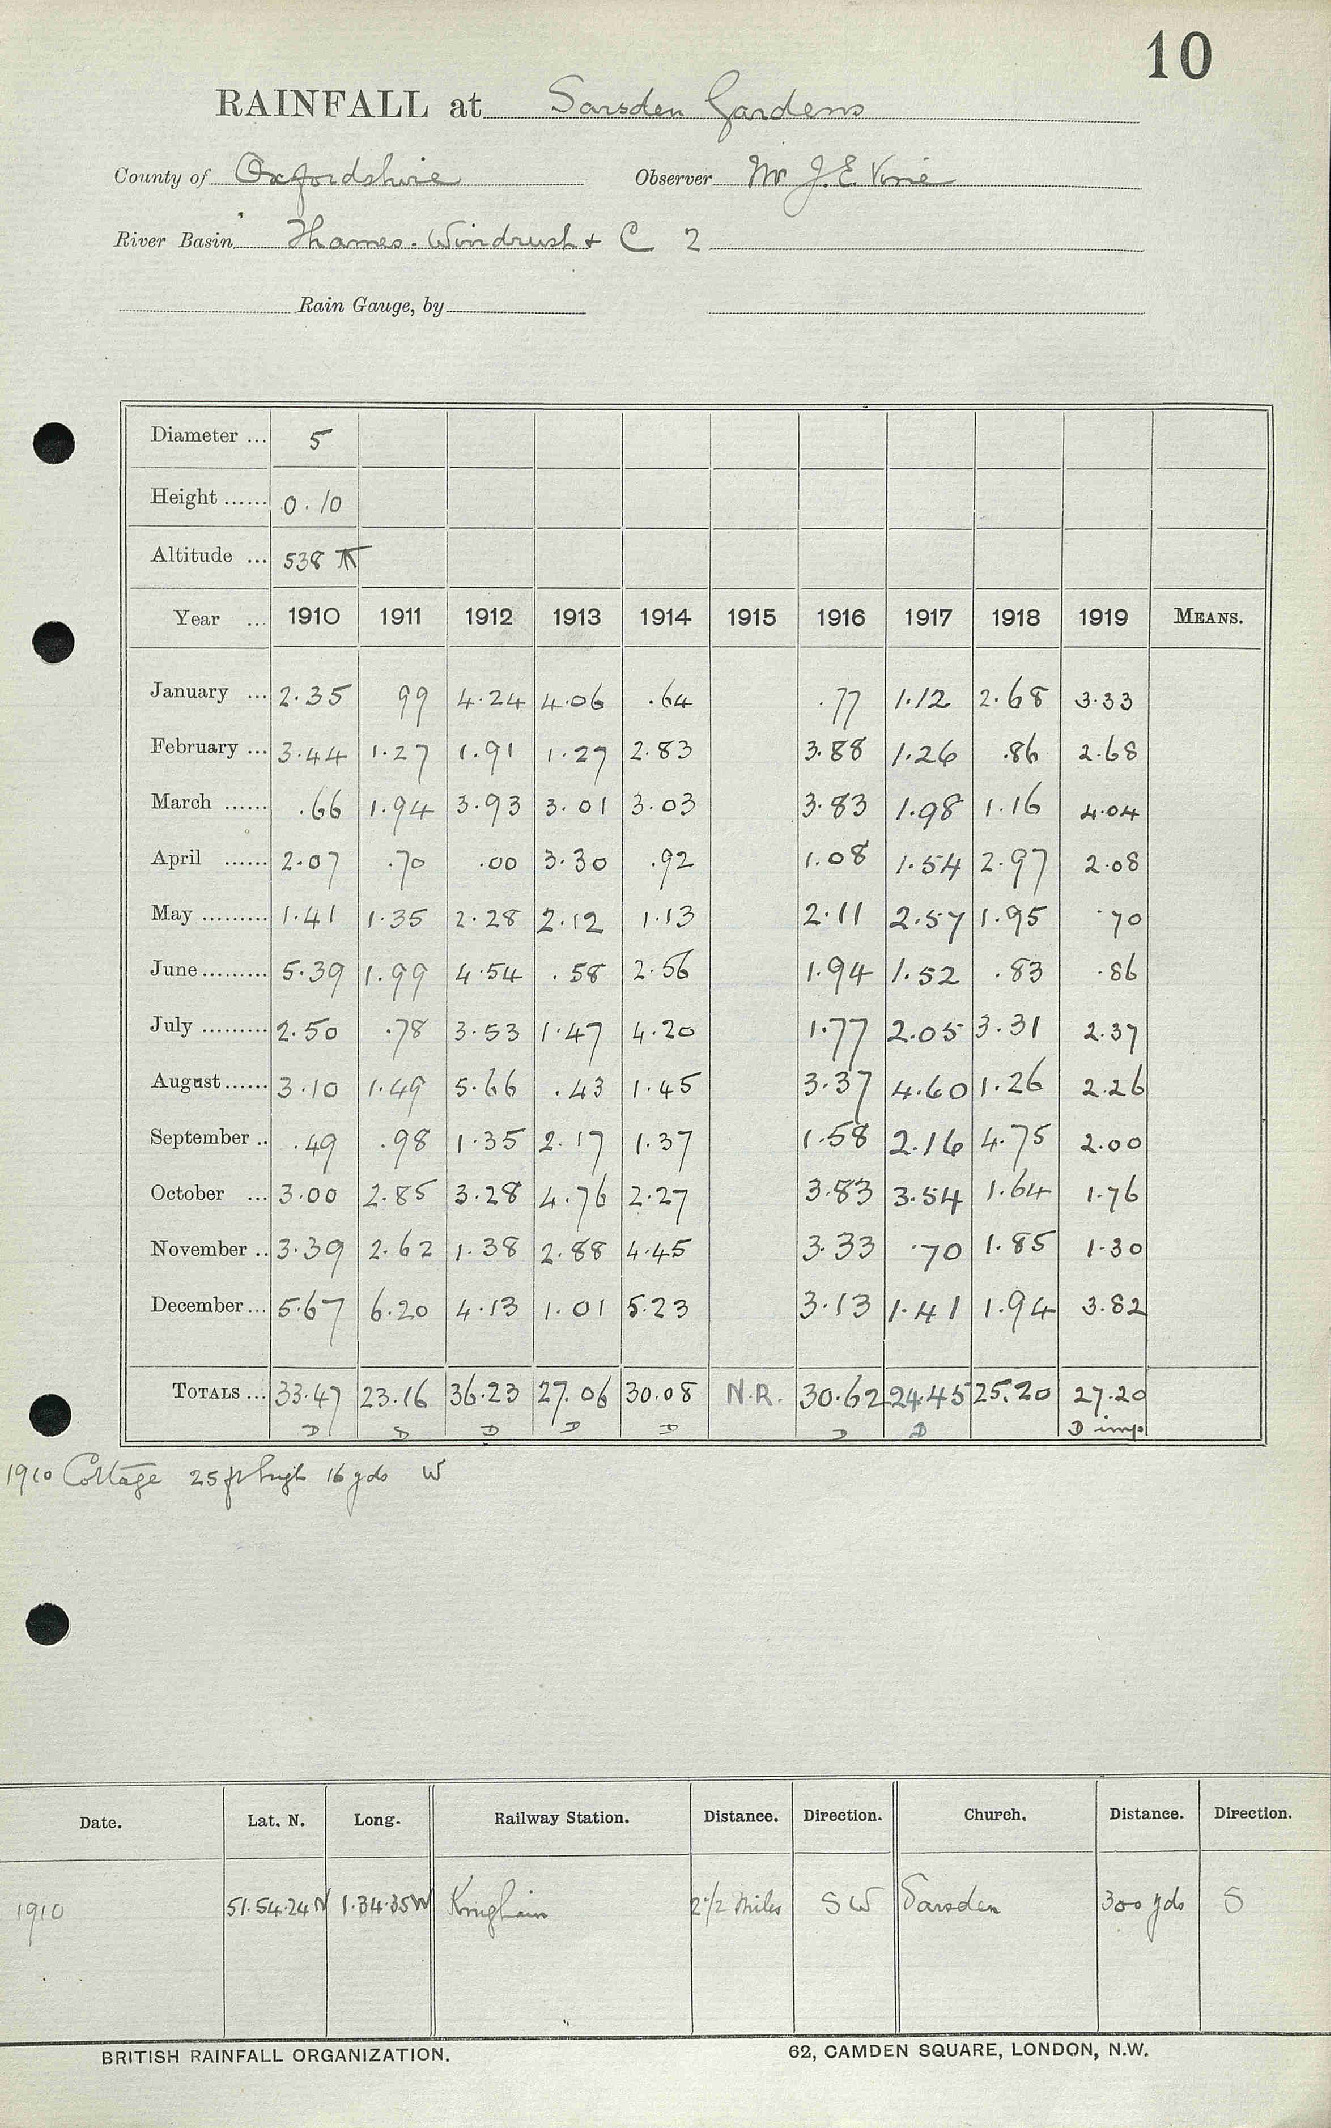 10
RAINFALL at Sarsden Gardens
County of Oxfordshire Observer Mr J. E. Vine
River Basin Thames. Windrush + C 2
Rain Gauge, by
Diameter ... 5
Height ...... 0.10
Altitude ... 538
Year ... 1910 1911 1912 1913 1914 1915 1916 1917 1918 1919 MEANS.
January ... 2.35 99 4.24 4.06 .64 .77 1.12 2.68 3.33
February ... 3.44 1.27 1.91 1.27 2.83 3.88 1.26 .86 2.68
March ...... .66 1.94 3.93 3.01 3.03 3.83 1.98 1.16 4.04
April ...... 2.07 .70 .00 3.30 .92 1.08 1.54 2.97 2.08
May ......... 1.41 1.35 2.28 2.12 1.13 2.11 2.57 1.95 .70
June ......... 5.39 1.99 4.54 .58 2.56 1.94 1.52 .83 .86
July ......... 2.50 .78 3.53 1.47 4.20 1.77 2.05 3.31 2.37
August ...... 3.10 1.49 5.66 .43 1.45 3.37 4.60 1.26 2.26
September .. .49 .98 1.35 2.17 1.37 1.58 2.16 4.75 2.00
October ... 3.00 2.85 3.28 4.76 2.27 3.83 3.54 1.64 1.76
November .. 3.39 2.62 1.38 2.88 4.45 3.33 .70 1.85 1.30
December ... 5.67 6.20 4.13 1.01 5.23 3.13 1.41 1.94 3.82
TOTALS ... 33.47 23.16 36.23 27.06 30.08 N.R. 30.62 24.45 25.20 27.20
D D D D D D D D imp
1910 Cottage 25 ft high 16 yds W
Date. Lat. N. Long. Railway Station. Distance. Direction. Church. Distance. Direction.
1910 51.54.24 N 1.34.35 W Kingham 2 1/2 Miles SW Sarsden 300 yds S
BRITISH RAINFALL ORGANIZATION. 62, CAMDEN SQUARE, LONDON, N.W.